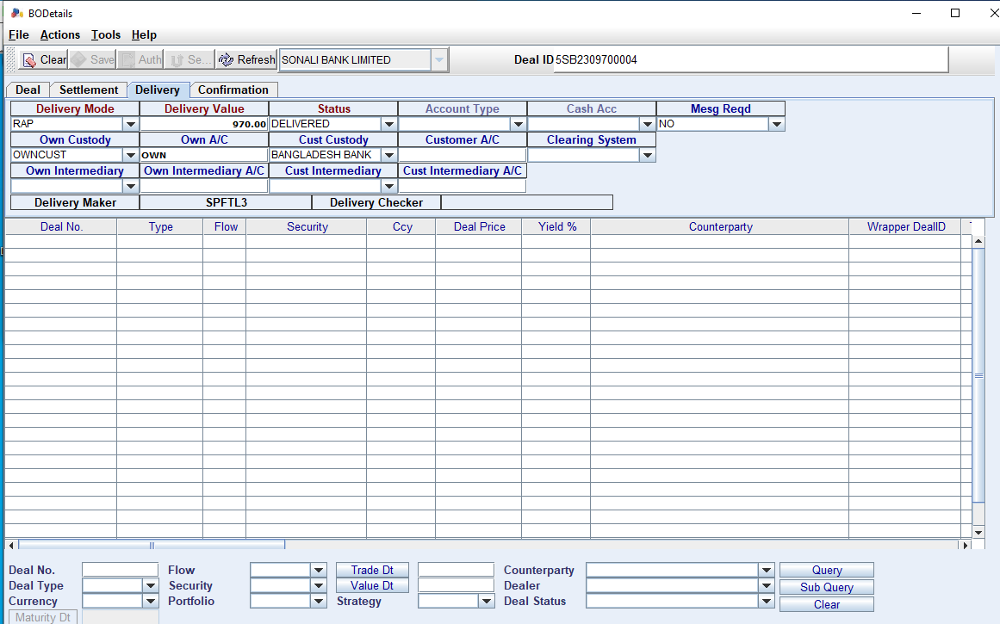 BODetails
File Actions Tools Help
Clear Save Auth Se... Refresh SONALI BANK LIMITED Deal ID 5SB2309700004
Deal Settlement Delivery Confirmation
Delivery Mode Delivery Value Status Account Type Cash Acc Mesg Reqd
RAP 970.00 DELIVERED NO
Own Custody Own A/C Cust Custody Customer A/C Clearing System
OWNCUST OWN BANGLADESH BANK
Own Intermediary Own Intermediary A/C Cust Intermediary Cust Intermediary A/C
Delivery Maker SPFTL3 Delivery Checker
Deal No. Type Flow Security Ccy Deal Price Yield % Counterparty Wrapper DealID
Deal No. Flow Trade Dt Counterparty Query
Deal Type Security Value Dt Dealer Sub Query
Currency Portfolio Strategy Deal Status Clear
Maturity Dt